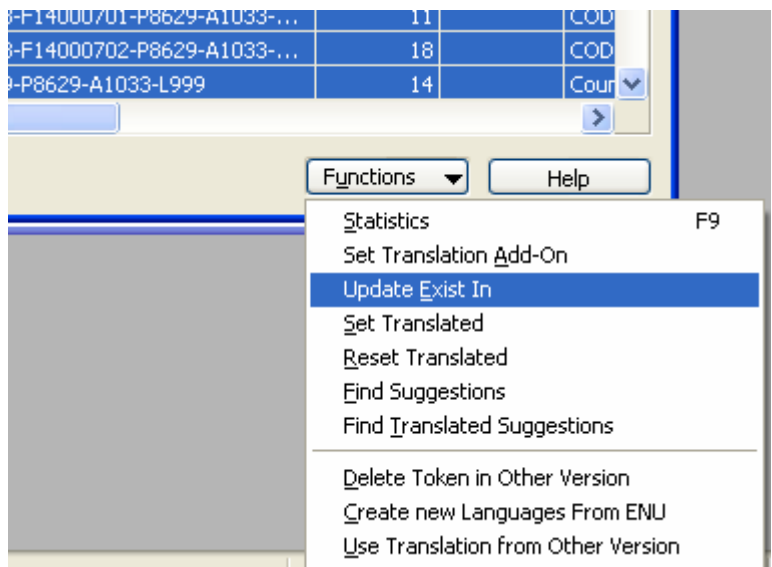 3-F14000701-P8629-A1033-... 11 COD
3-F14000702-P8629-A1033-... 18 COD
9-P8629-A1033-L999 14 Cour
Functions Help
Statistics F9
Set Translation Add-On
Update Exist In
Set Translated
Reset Translated
Find Suggestions
Find Translated Suggestions
Delete Token in Other Version
Create new Languages From ENU
Use Translation from Other Version